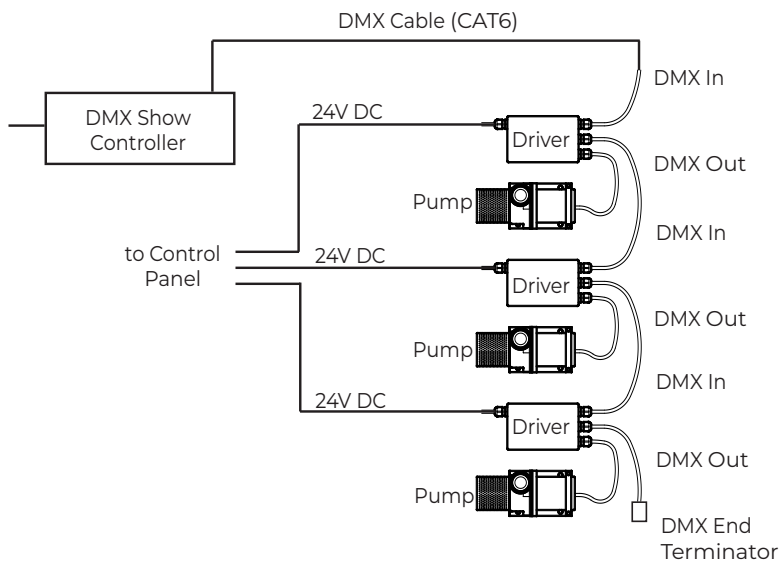 DMX Cable (CAT6)
DMX In
DMX Show
Controller
24V DC
Driver
DMX Out
Pump
DMX In
to Control
Panel
24V DC
Driver
DMX Out
Pump
DMX In
24V DC
Driver
DMX Out
Pump
DMX End
Terminator